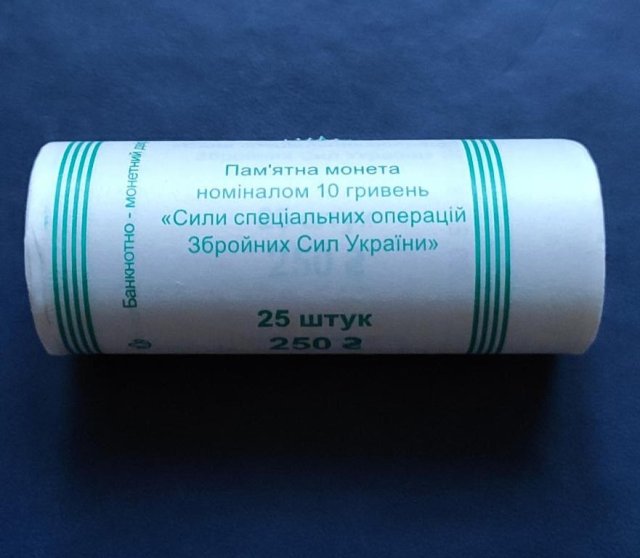 Пам'ятна монета
номіналом 10 гривень
«Сили спеціальних операцій
Збройних Сил України»
25 штук
250 ₴
Банкнотно - монетний